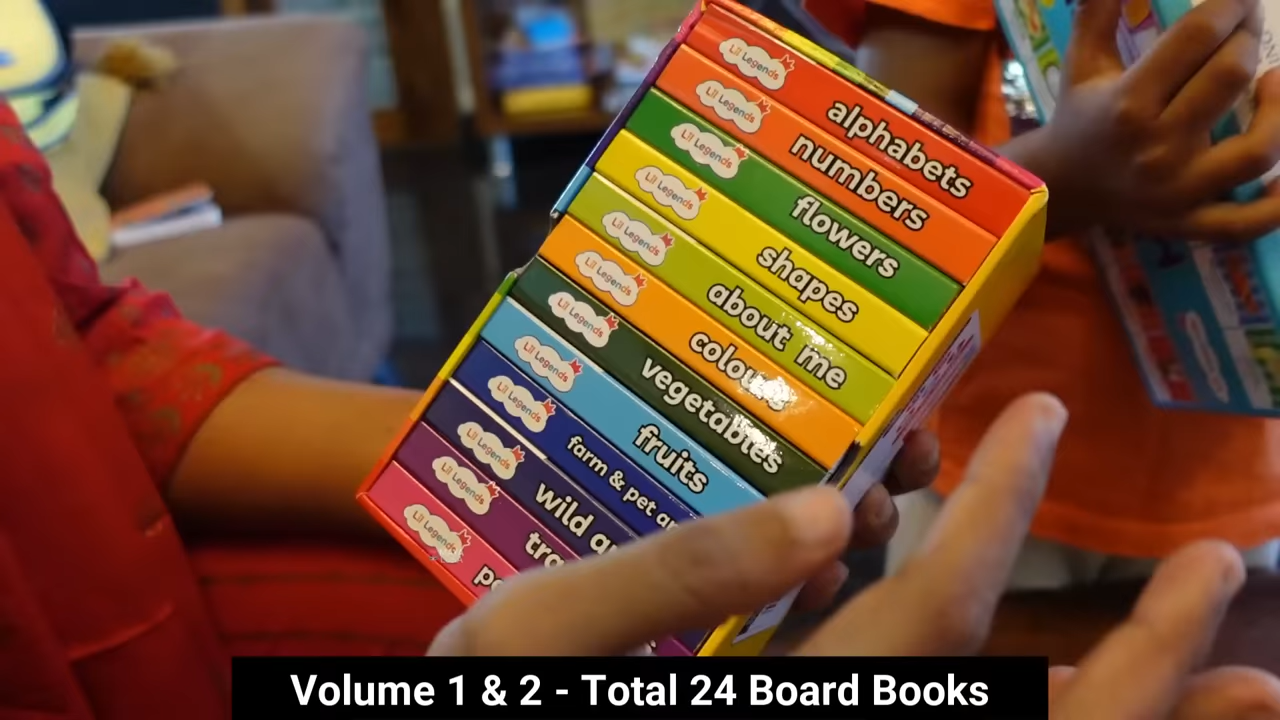 Lil Legends
alphabets
Lil Legends
numbers
Lil Legends
flowers
Lil Legends
shapes
Lil Legends
about me
Lil Legends
colours
Lil Legends
vegetables
Lil Legends
fruits
Lil Legends
farm & pet
Lil Legends
wild
Lil Legends
Lil Legends
Volume 1 & 2 - Total 24 Board Books